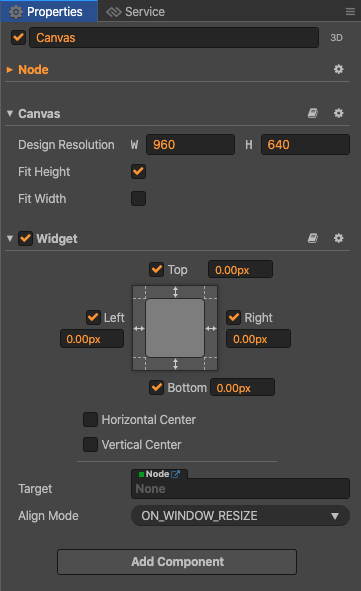 Properties Service
Canvas 3D
Node
Canvas
Design Resolution W 960 H 640
Fit Height
Fit Width
Widget
Top 0.00px
Left Right
0.00px 0.00px
Bottom 0.00px
Horizontal Center
Vertical Center
Node
Target None
Align Mode ON_WINDOW_RESIZE
Add Component